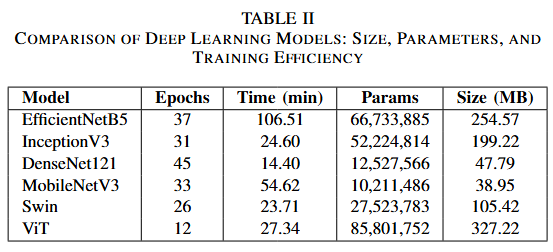 TABLE II
COMPARISON OF DEEP LEARNING MODELS: SIZE, PARAMETERS, AND
TRAINING EFFICIENCY
Model Epochs Time (min) Params Size (MB)
EfficientNetB5 37 106.51 66,733,885 254.57
InceptionV3 31 24.60 52,224,814 199.22
DenseNet121 45 14.40 12,527,566 47.79
MobileNetV3 33 54.62 10,211,486 38.95
Swin 26 23.71 27,523,783 105.42
ViT 12 27.34 85,801,752 327.22